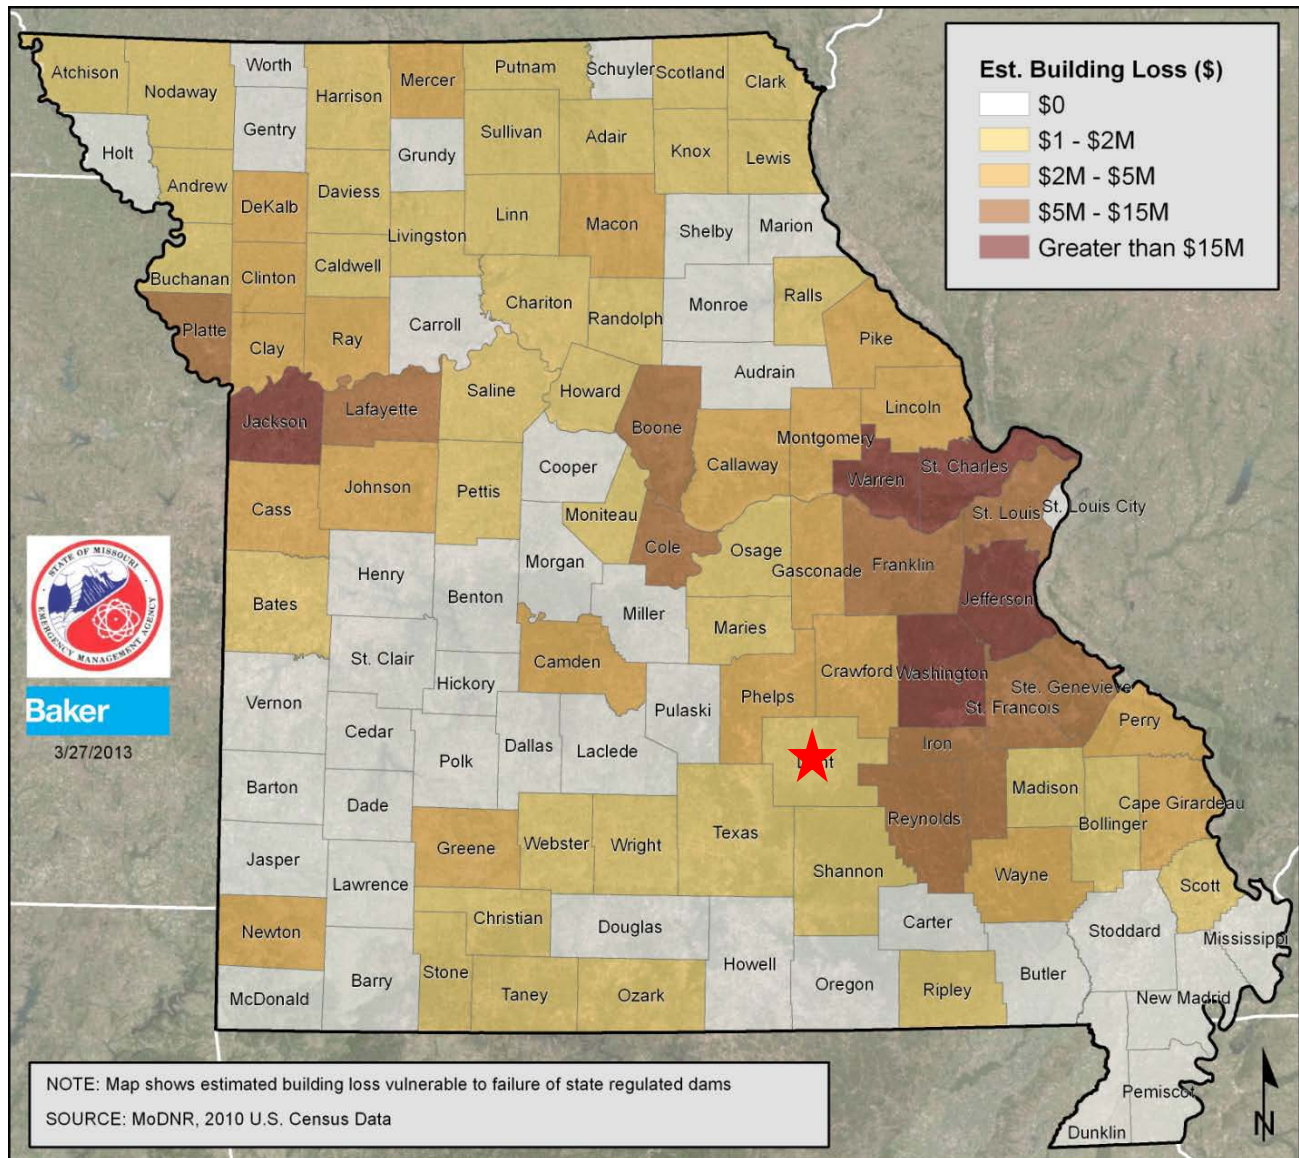 Est. Building Loss ($)
$0
$1 - $2M
$2M - $5M
$5M - $15M
Greater than $15M
Atchison
Nodaway
Worth
Gentry
Harrison
Mercer
Putnam
Schuyler
Scotland
Clark
Holt
Andrew
DeKalb
Daviess
Grundy
Sullivan
Adair
Knox
Lewis
Livingston
Linn
Macon
Shelby
Marion
Buchanan
Clinton
Caldwell
Chariton
Randolph
Monroe
Ralls
Platte
Clay
Ray
Carroll
Pike
Audrain
Jackson
Lafayette
Saline
Howard
Boone
Lincoln
Callaway
Montgomery
Warren
St. Charles
Cass
Johnson
Pettis
Cooper
Moniteau
St. Louis
St. Louis City
Cole
Osage
Gasconade
Franklin
Jefferson
Bates
Henry
Benton
Morgan
Miller
Maries
St. Clair
Hickory
Camden
Pulaski
Phelps
Crawford
Washington
Ste. Genevieve
St. Francois
Perry
Vernon
Cedar
Polk
Dallas
Laclede
Iron
Barton
Dade
Madison
Bollinger
Cape Girardeau
Reynolds
Jasper
Lawrence
Greene
Webster
Wright
Texas
Shannon
Wayne
Scott
Newton
Christian
Douglas
Carter
Stoddard
Mississippi
McDonald
Barry
Stone
Taney
Ozark
Howell
Oregon
Ripley
Butler
New Madrid
Pemiscot
Dunklin
STATE OF MISSOURI
EMERGENCY MANAGEMENT AGENCY
Baker
3/27/2013
NOTE: Map shows estimated building loss vulnerable to failure of state regulated dams
SOURCE: MoDNR, 2010 U.S. Census Data
N